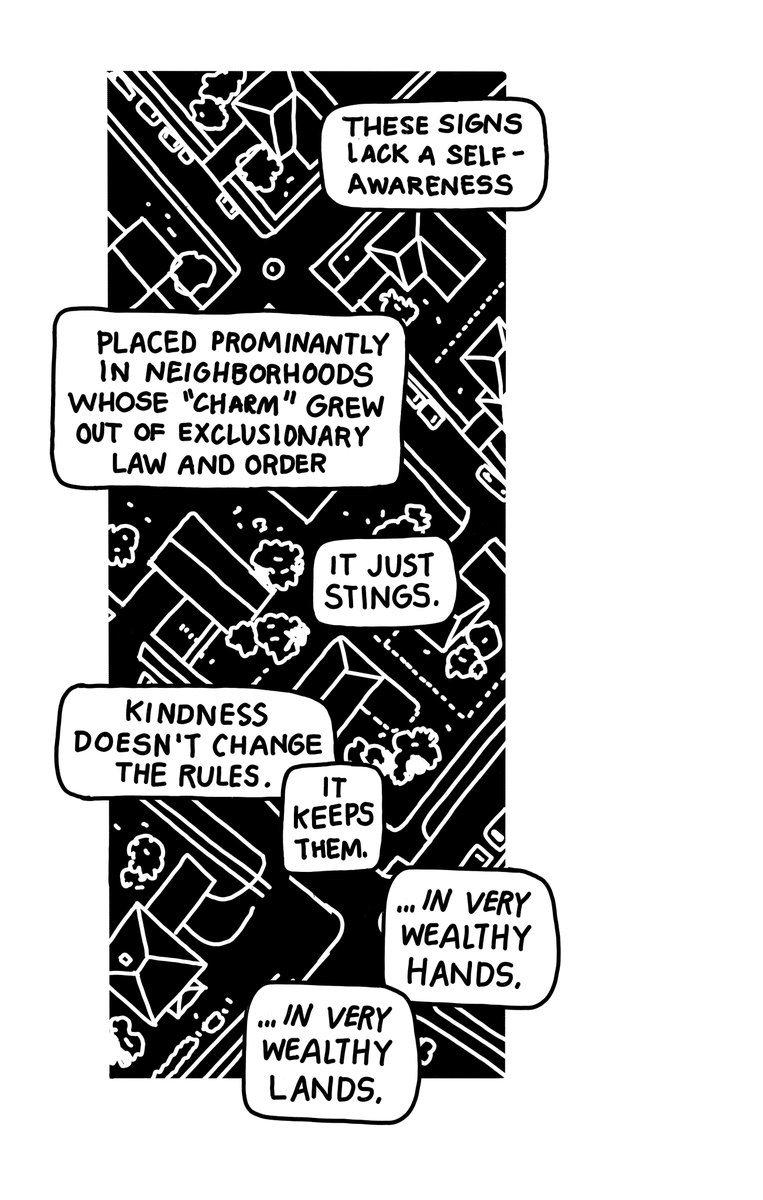 THESE SIGNS
LACK A SELF-
AWARENESS
PLACED PROMINANTLY
IN NEIGHBORHOODS
WHOSE "CHARM" GREW
OUT OF EXCLUSIONARY
LAW AND ORDER
IT JUST
STINGS.
KINDNESS
DOESN'T CHANGE
THE RULES.
IT
KEEPS
THEM.
...IN VERY
WEALTHY
HANDS.
...IN VERY
WEALTHY
LANDS.